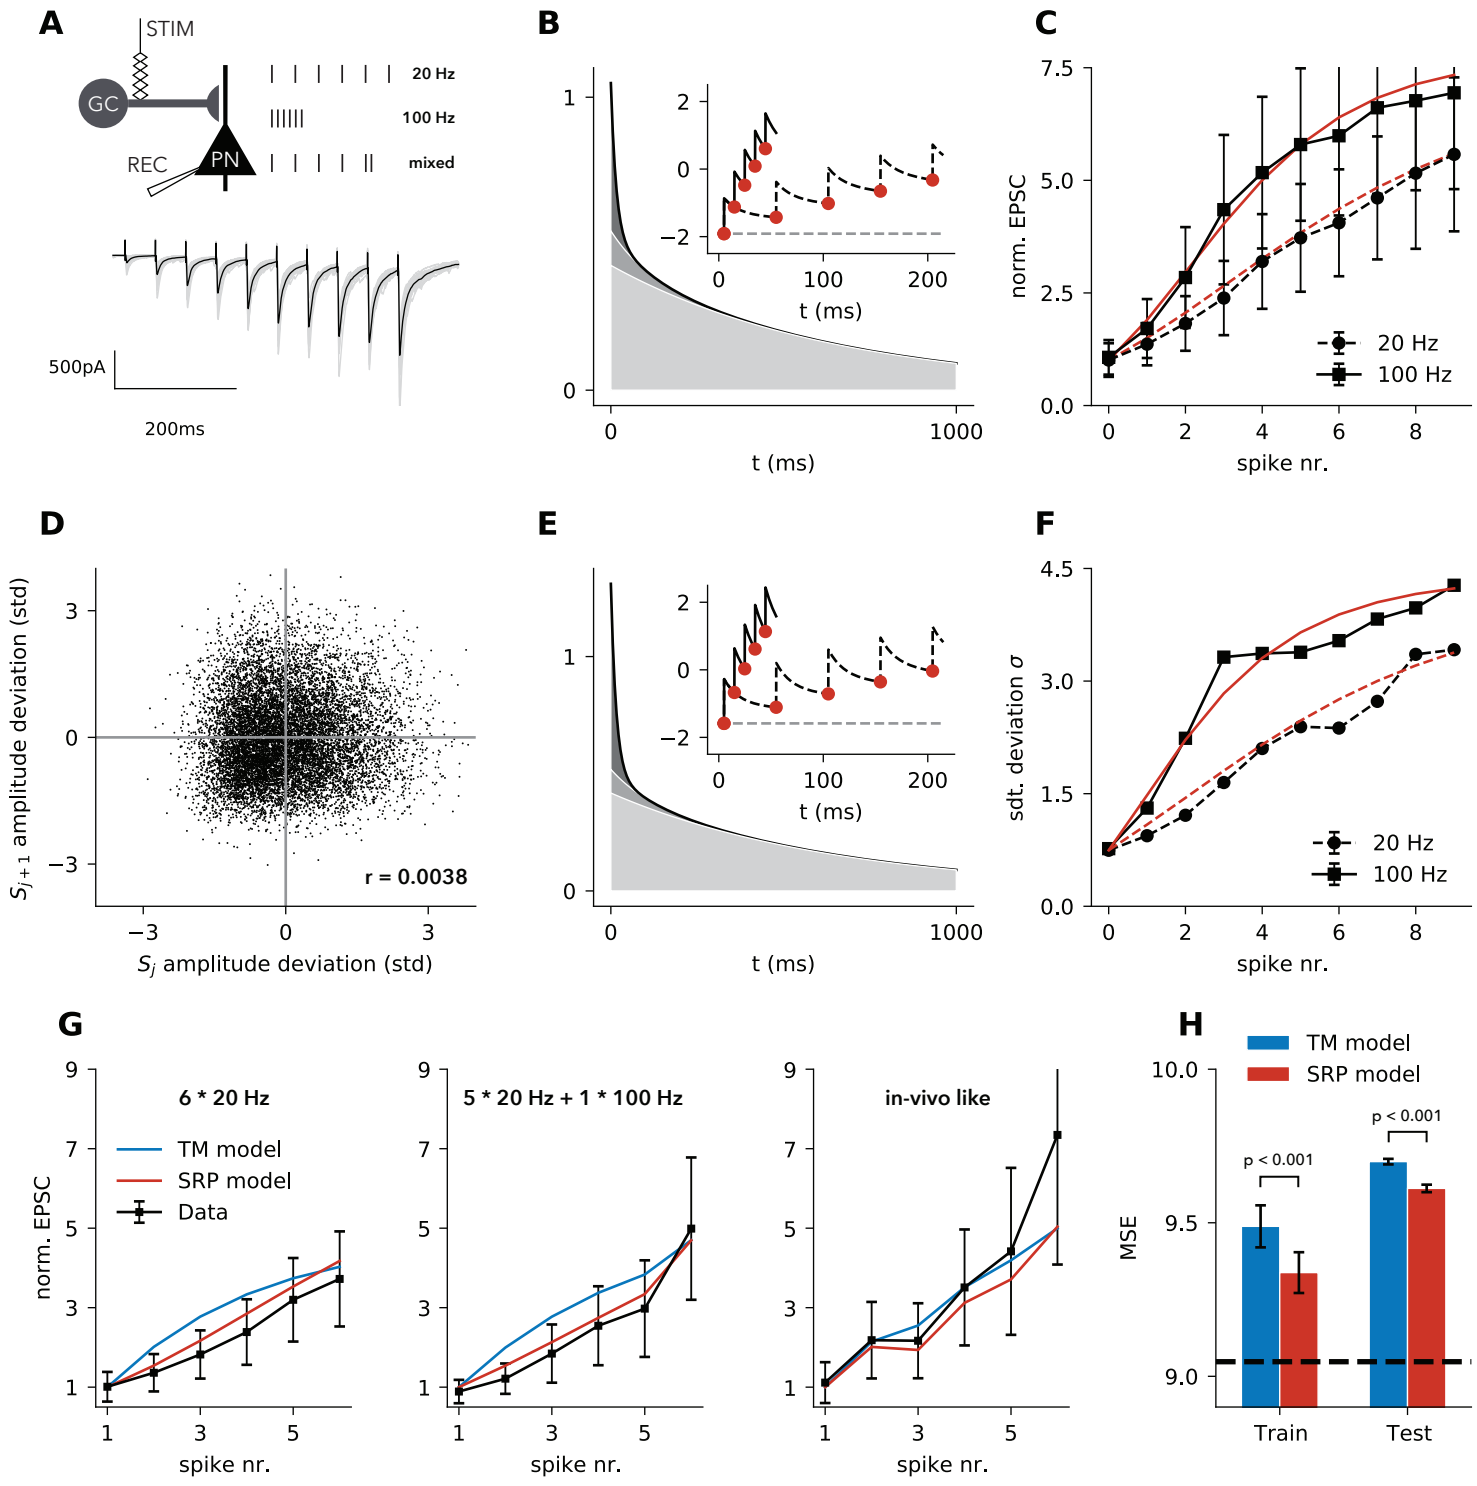 A
STIM
GC
PN
REC
20 Hz
100 Hz
mixed
500pA
200ms
B
1
0
0
1000
t (ms)
2
0
−2
0
100
200
t (ms)
C
norm. EPSC
7.5
5.0
2.5
0.0
20 Hz
100 Hz
0
2
4
6
8
spike nr.
D
S_{j+1} amplitude deviation (std)
3
0
−3
r = 0.0038
−3
0
3
S_j amplitude deviation (std)
E
1
0
0
1000
t (ms)
2
0
−2
0
100
200
t (ms)
F
sdt. deviation σ
4.5
3.0
1.5
0.0
20 Hz
100 Hz
0
2
4
6
8
spike nr.
G
norm. EPSC
9
7
5
3
1
6 * 20 Hz
TM model
SRP model
Data
1
3
5
spike nr.
9
7
5
3
1
5 * 20 Hz + 1 * 100 Hz
1
3
5
spike nr.
9
7
5
3
1
in-vivo like
1
3
5
spike nr.
H
TM model
SRP model
MSE
10.0
9.5
9.0
p < 0.001
p < 0.001
Train
Test